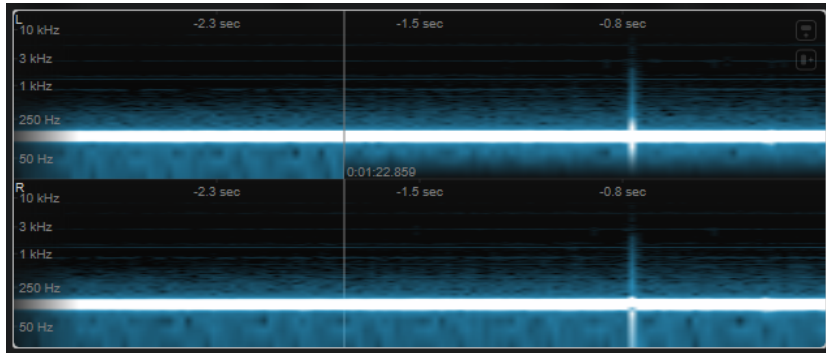 L
-2.3 sec -1.5 sec -0.8 sec
10 kHz
3 kHz
1 kHz
250 Hz
50 Hz
0:01:22.859
R
-2.3 sec -1.5 sec -0.8 sec
10 kHz
3 kHz
1 kHz
250 Hz
50 Hz